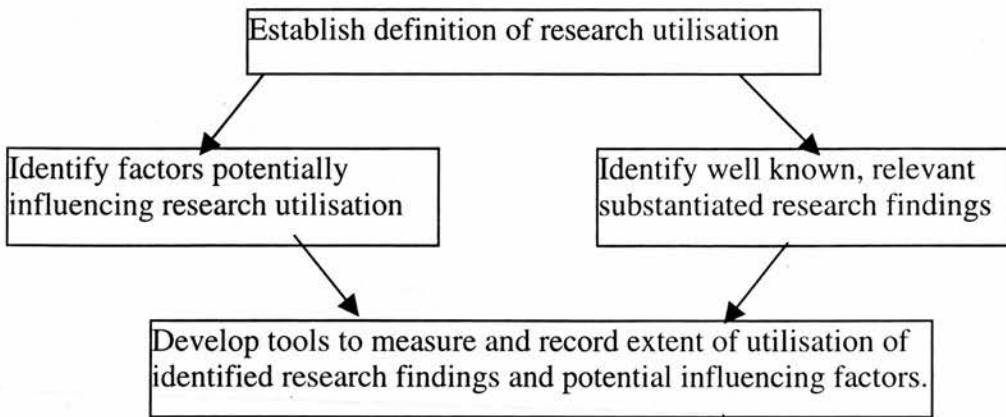 Establish definition of research utilisation
Identify factors potentially
influencing research utilisation
Identify well known, relevant
substantiated research findings
Develop tools to measure and record extent of utilisation of
identified research findings and potential influencing factors.